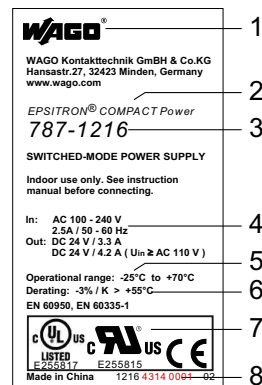 WAGO®
WAGO Kontakttechnik GmbH & Co.KG
Hansastr.27, 32423 Minden, Germany
www.wago.com
EPSITRON® COMPACT Power
787-1216
SWITCHED-MODE POWER SUPPLY
Indoor use only. See instruction
manual before connecting.
In: AC 100 - 240 V
2.5A / 50 - 60 Hz
Out: DC 24 V / 3.3 A
DC 24 V / 4.2 A ( Uin ≥ AC 110 V )
Operational range: -25°C to +70°C
Derating: -3% / K > +55°C
EN 60950, EN 60335-1
c UL us LISTED
E255817
c UR us ®
E255815
CE
Made in China 1216 4314 0001 02
1
2
3
4
5
6
7
8